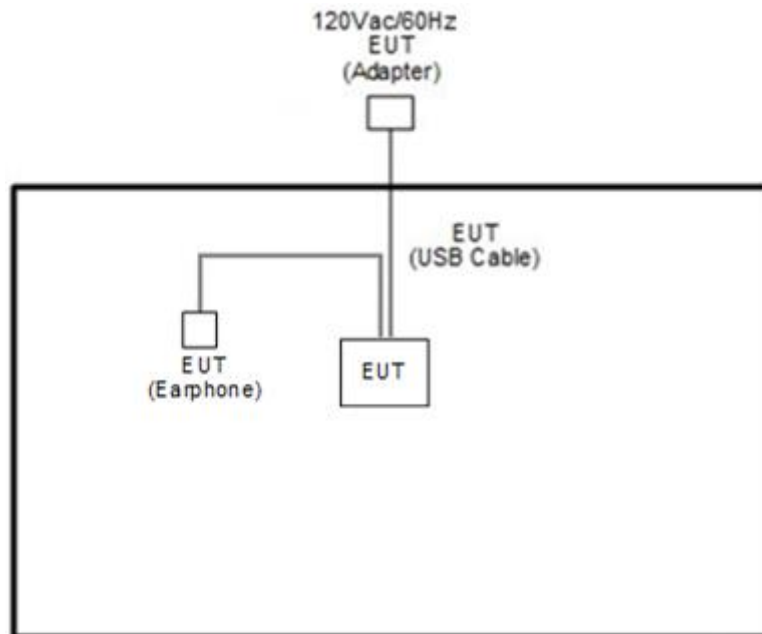 120Vac/60Hz
EUT
(Adapter)
EUT
(USB Cable)
EUT
(Earphone)
EUT